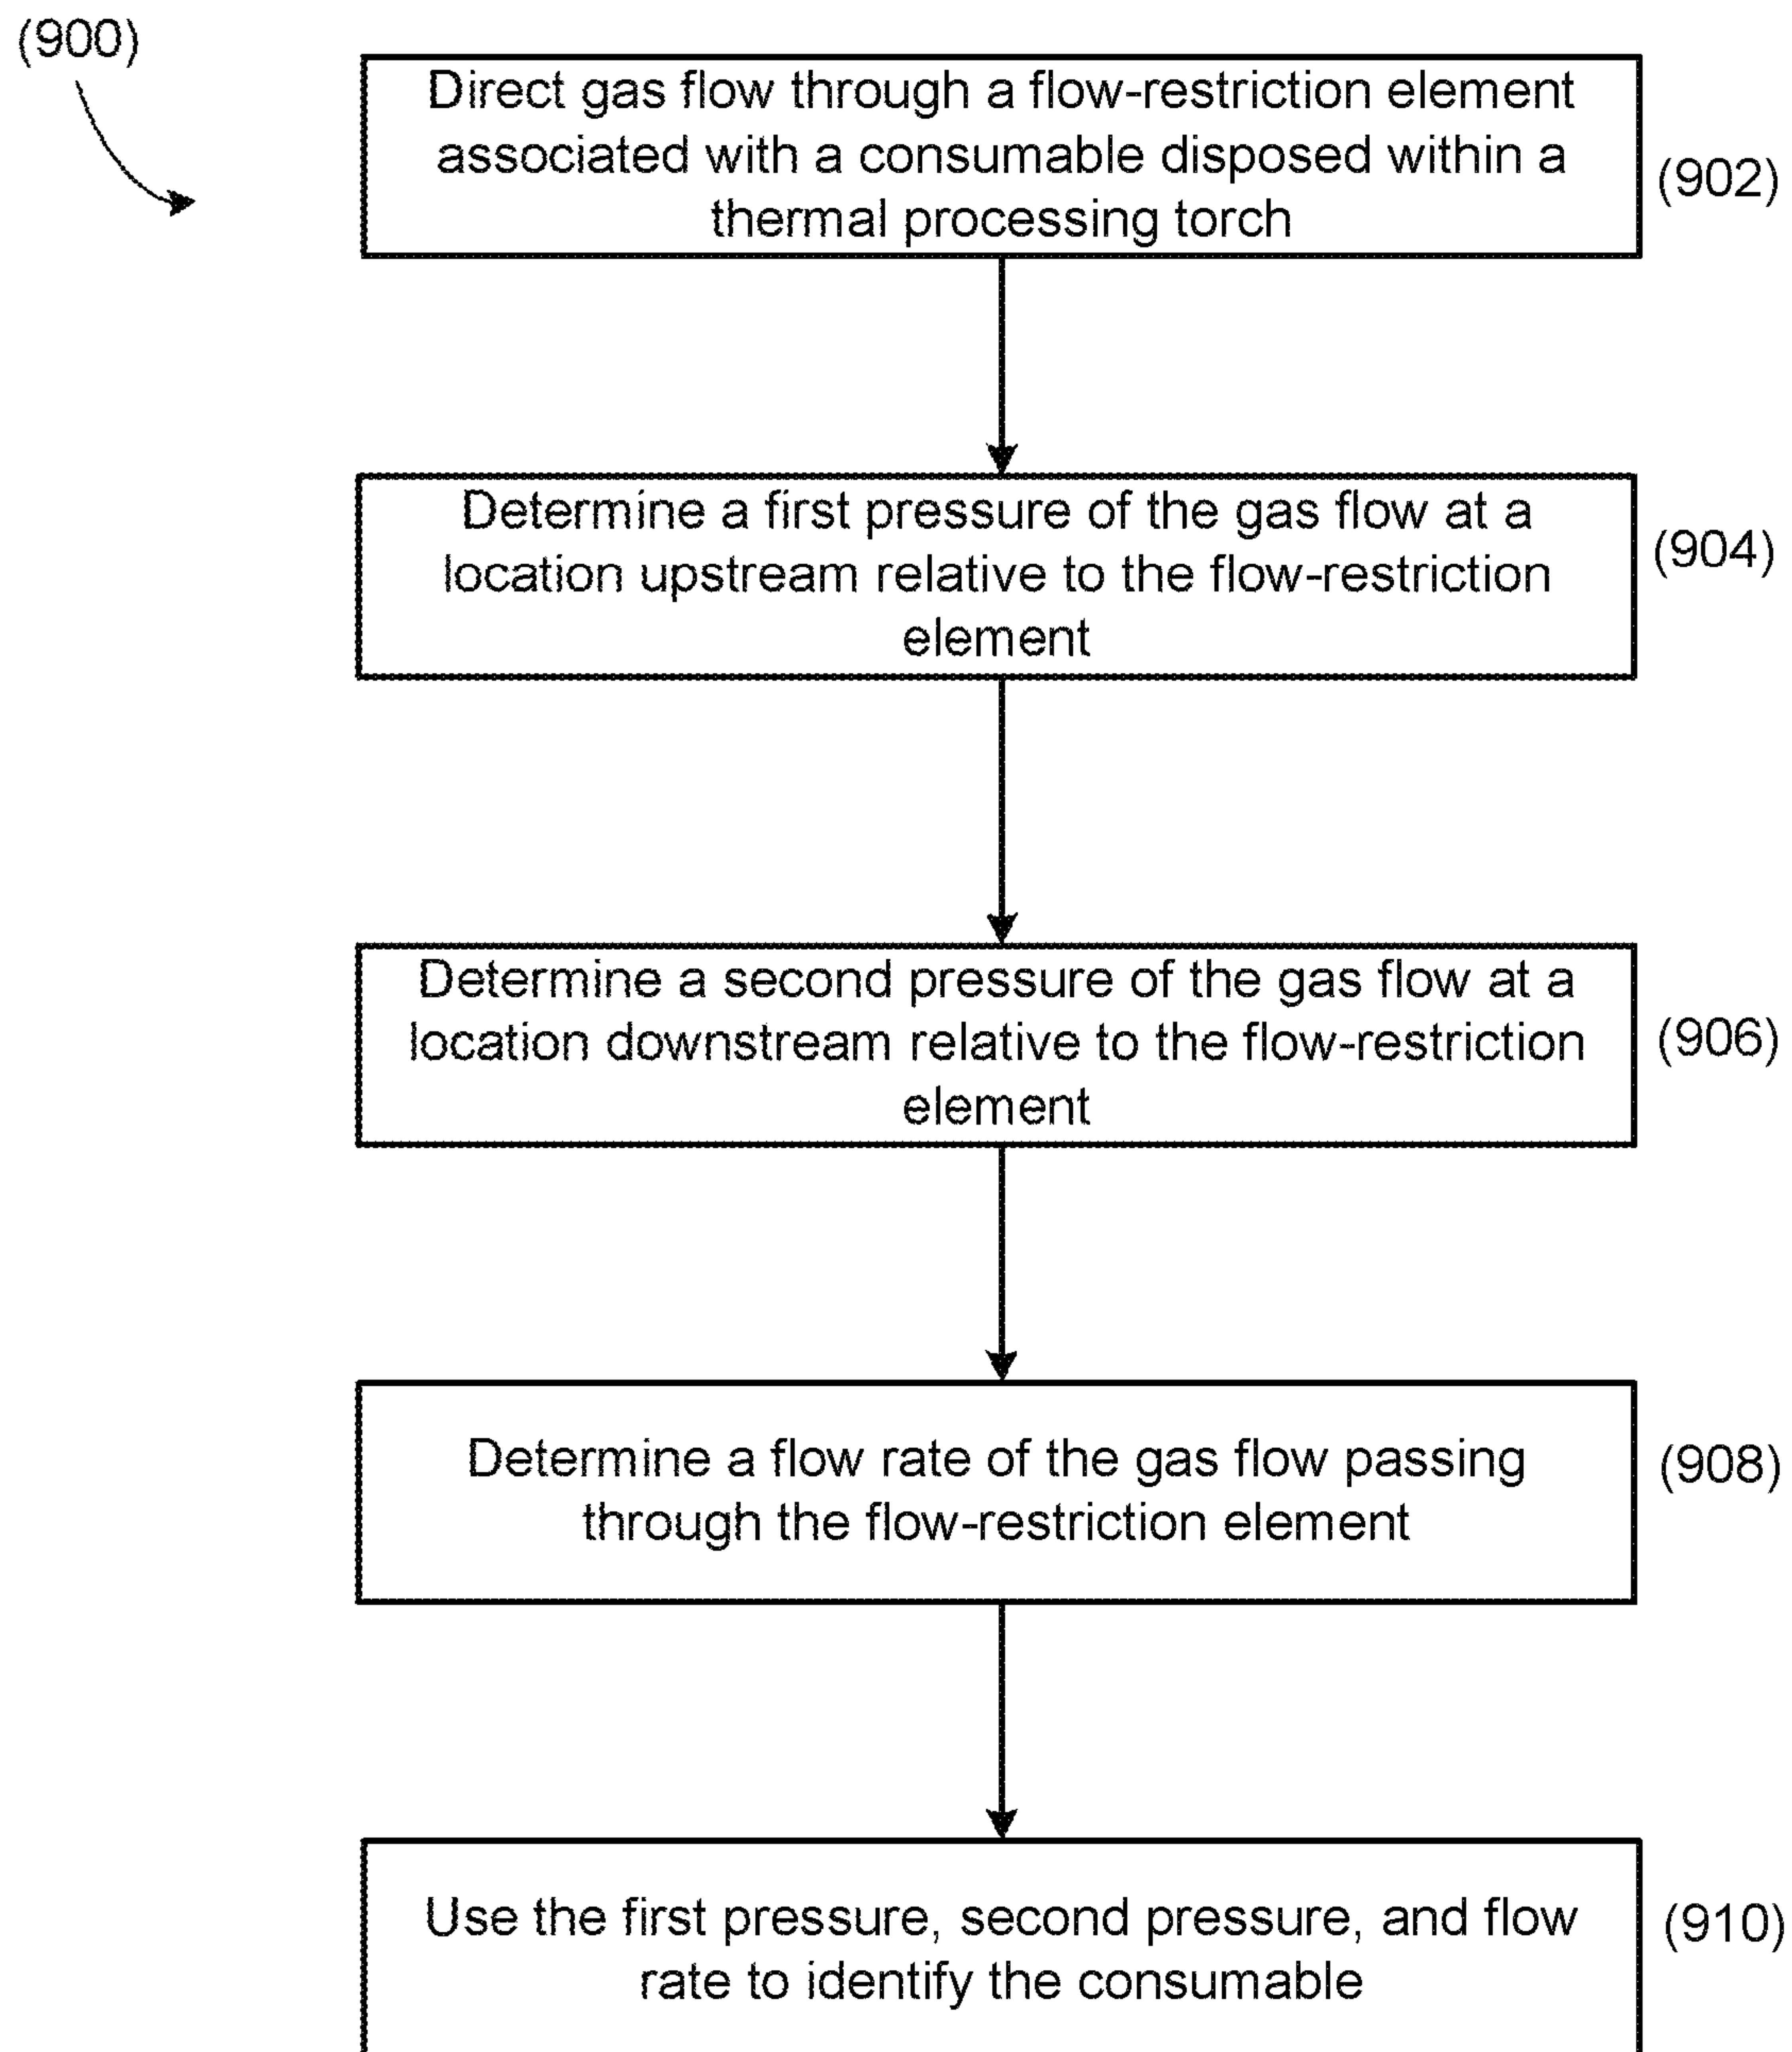 (900)
Direct gas flow through a flow-restriction element
associated with a consumable disposed within a
thermal processing torch
(902)
Determine a first pressure of the gas flow at a
location upstream relative to the flow-restriction
element
(904)
Determine a second pressure of the gas flow at a
location downstream relative to the flow-restriction
element
(906)
Determine a flow rate of the gas flow passing
through the flow-restriction element
(908)
Use the first pressure, second pressure, and flow
rate to identify the consumable
(910)